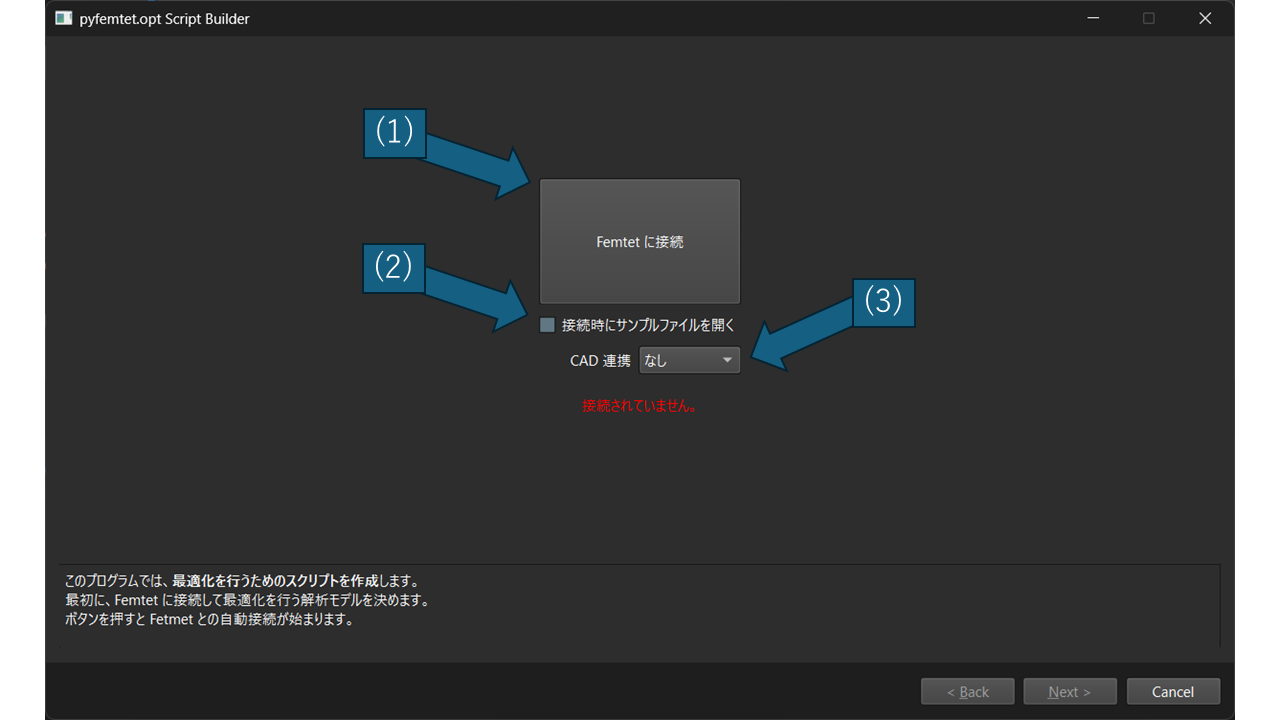 pyfemtet.opt Script Builder
(1)
Femtet に接続
(2)
(3)
接続時にサンプルファイルを開く
CAD 連携 なし
接続されていません。
このプログラムでは、最適化を行うためのスクリプトを作成します。
最初に、Femtet に接続して最適化を行う解析モデルを決めます。
ボタンを押すと Fetmet との自動接続が始まります。
< Back Next > Cancel